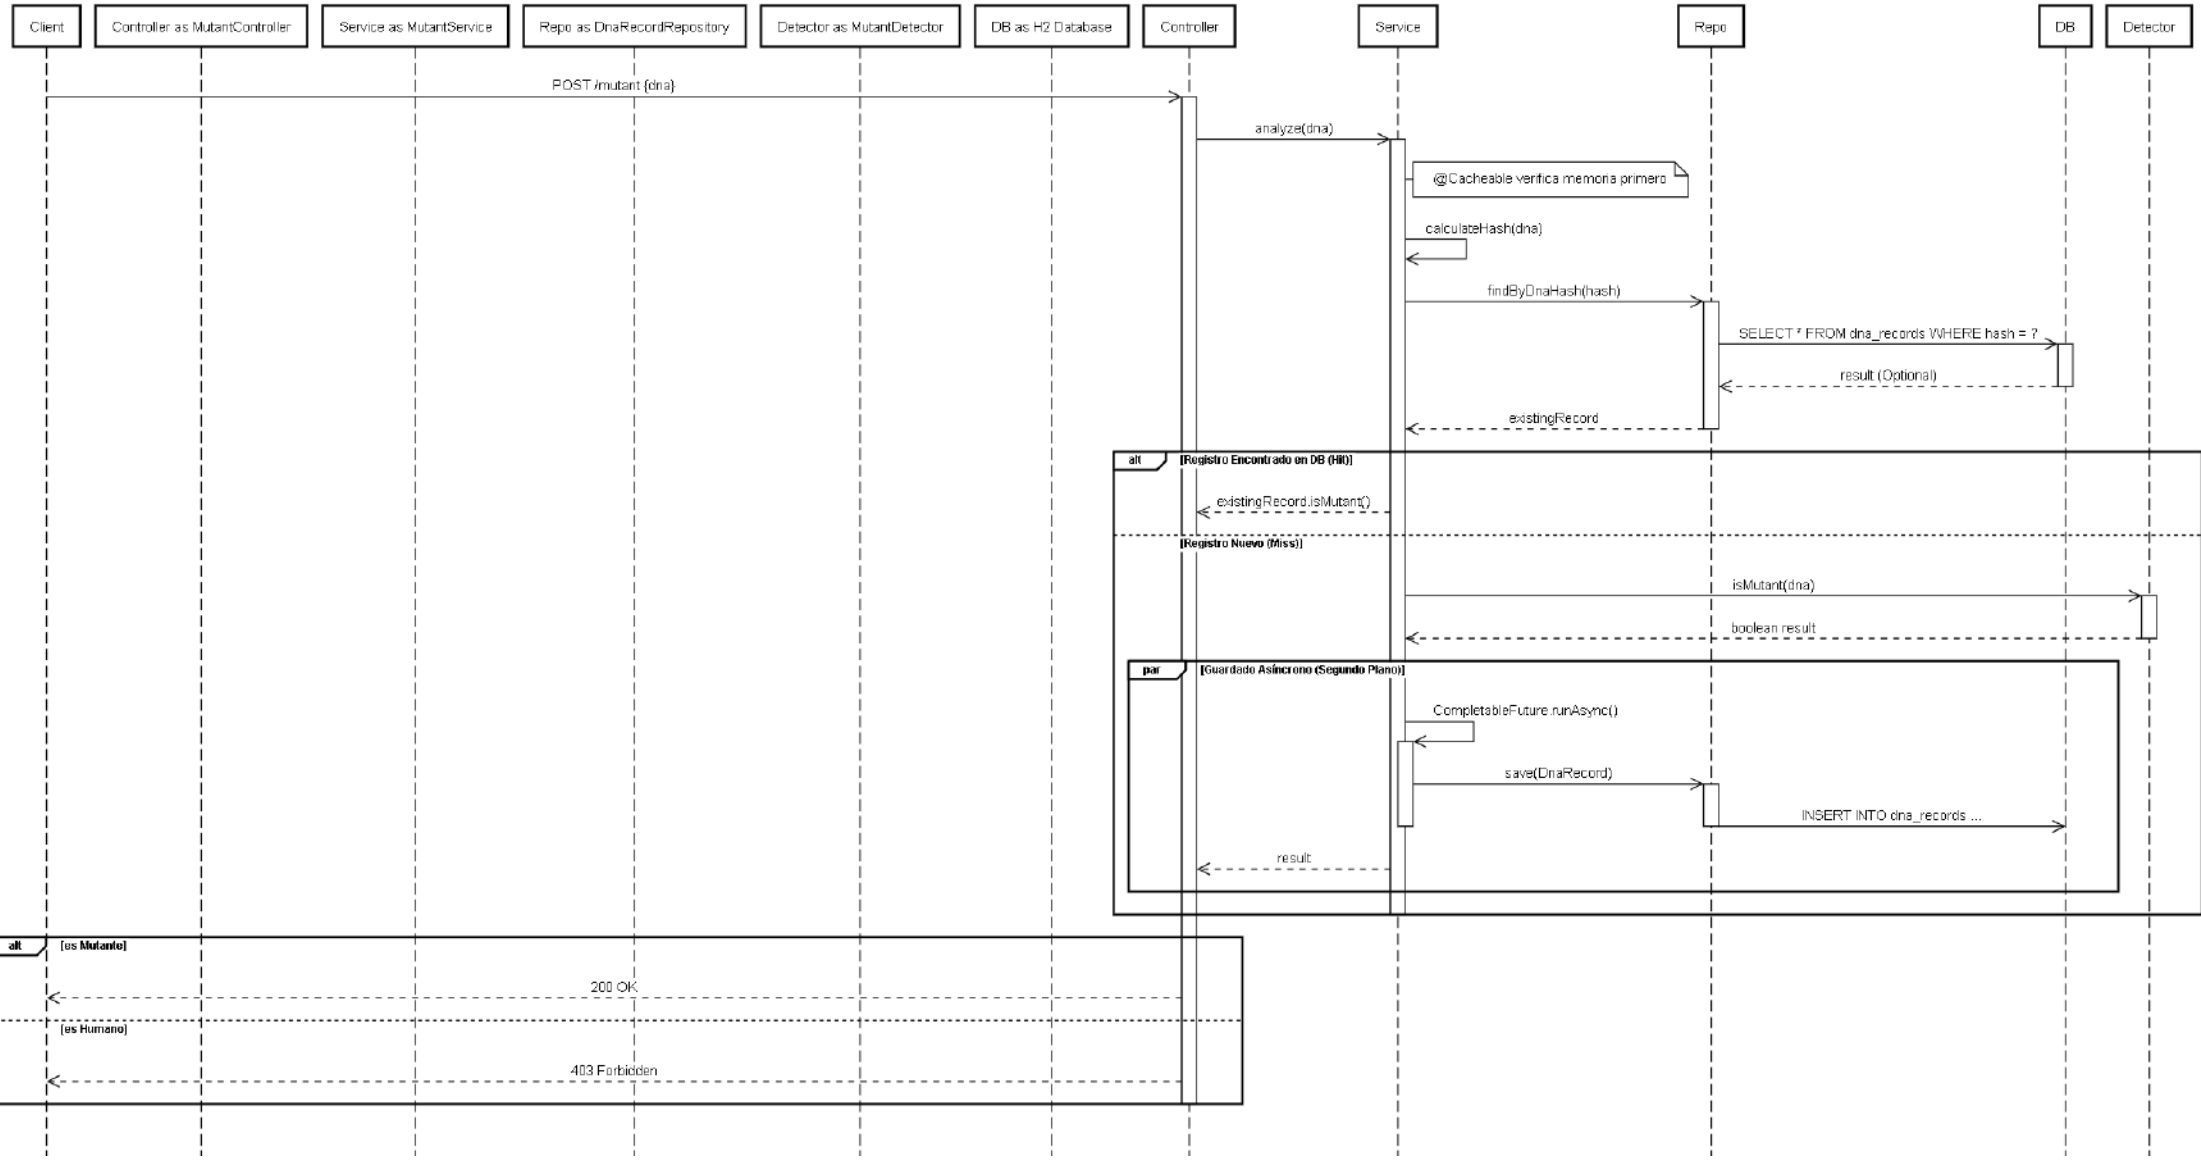 Client
Controller as MutantController
Service as MutantService
Repo as DnaRecordRepository
Detector as MutantDetector
DB as H2 Database
Controller
Service
Repo
DB
Detector
POST /mutant {dna}
analyze(dna)
@Cacheable verifica memoria primero
calculateHash(dna)
findByDnaHash(hash)
SELECT * FROM dna_records WHERE hash = ?
result (Optional)
existingRecord
alt [Registro Encontrado en DB (Hit)]
existingRecord.isMutant()
[Registro Nuevo (Miss)]
isMutant(dna)
boolean result
par [Guardado Asíncrono (Segundo Plano)]
CompletableFuture.runAsync()
save(DnaRecord)
INSERT INTO dna_records ...
result
alt [es Mutante]
200 OK
[es Humano]
403 Forbidden